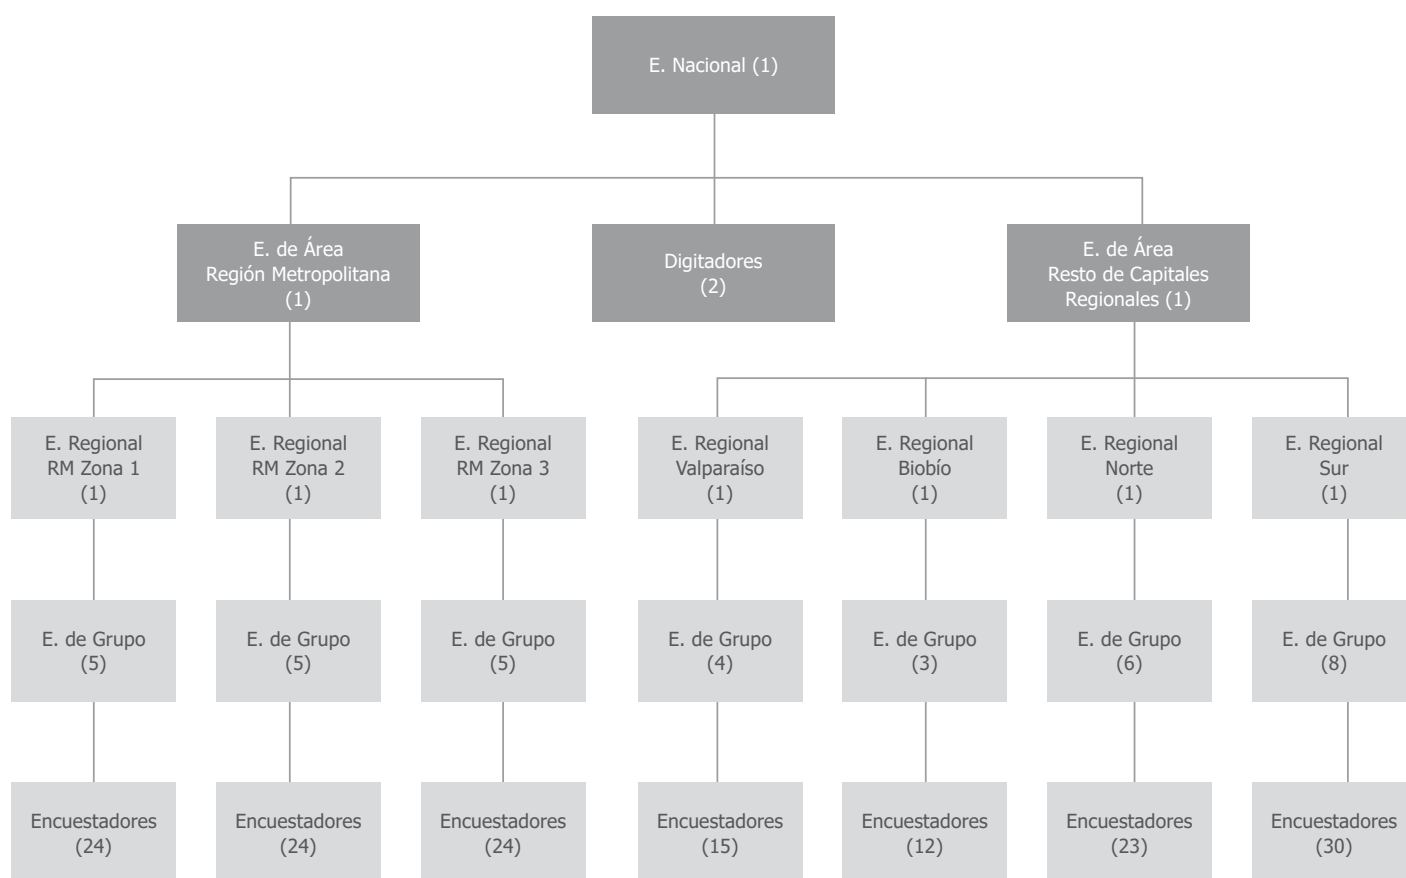 E. Nacional (1)
E. de Área
Región Metropolitana
(1)
Digitadores
(2)
E. de Área
Resto de Capitales
Regionales (1)
E. Regional
RM Zona 1
(1)
E. Regional
RM Zona 2
(1)
E. Regional
RM Zona 3
(1)
E. Regional
Valparaíso
(1)
E. Regional
Biobío
(1)
E. Regional
Norte
(1)
E. Regional
Sur
(1)
E. de Grupo
(5)
E. de Grupo
(5)
E. de Grupo
(5)
E. de Grupo
(4)
E. de Grupo
(3)
E. de Grupo
(6)
E. de Grupo
(8)
Encuestadores
(24)
Encuestadores
(24)
Encuestadores
(24)
Encuestadores
(15)
Encuestadores
(12)
Encuestadores
(23)
Encuestadores
(30)